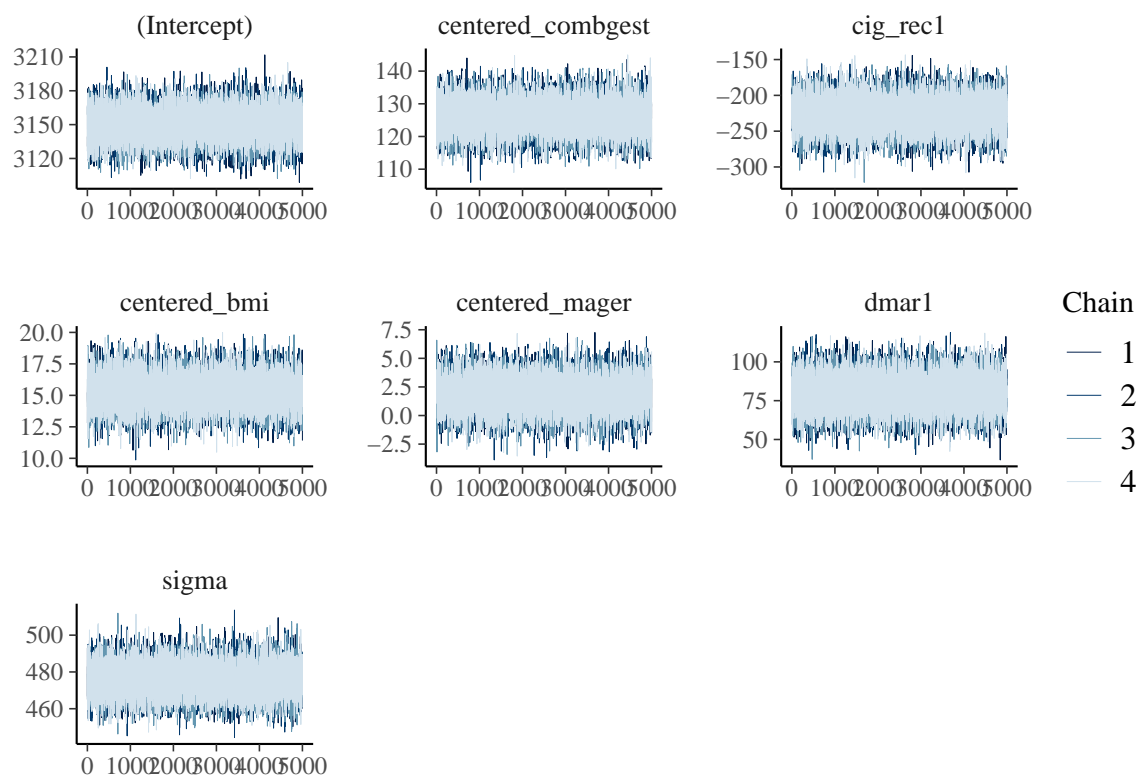 (Intercept) centered_combgest cig_rec1
3210 140 −150
3180 130 −200
3150 120 −250
3120 110 −300
0 1000 2000 3000 4000 5000 0 1000 2000 3000 4000 5000 0 1000 2000 3000 4000 5000
centered_bmi centered_mager dmar1
20.0 7.5 100
17.5 5.0 75
15.0 2.5 50
12.5 0.0
10.0 −2.5
0 1000 2000 3000 4000 5000 0 1000 2000 3000 4000 5000 0 1000 2000 3000 4000 5000
Chain
1
2
3
4
sigma
500
480
460
0 1000 2000 3000 4000 5000